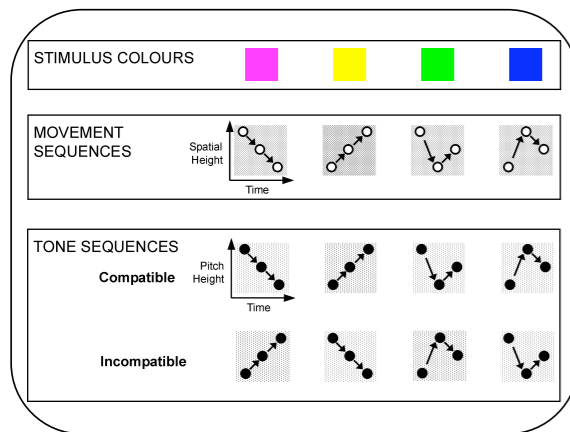 STIMULUS COLOURS
MOVEMENT
SEQUENCES
Spatial
Height
Time
TONE SEQUENCES
Compatible
Pitch
Height
Time
Incompatible